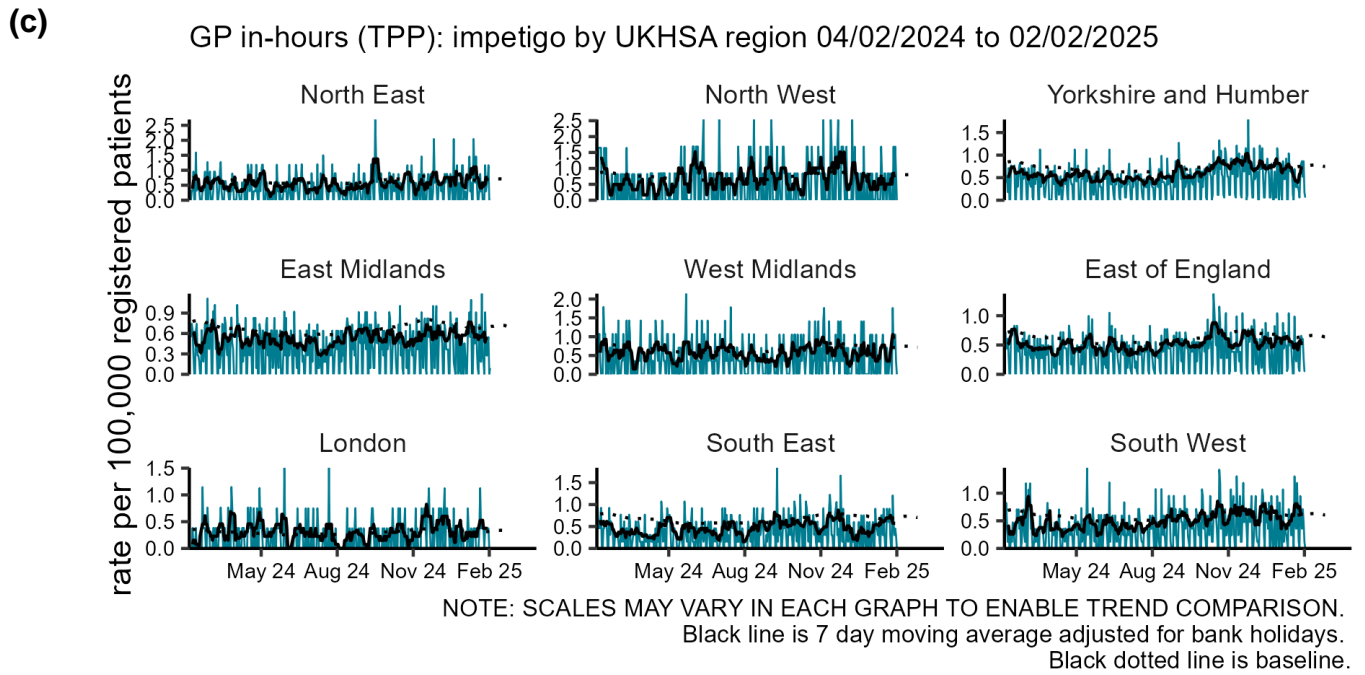 (c)
GP in-hours (TPP): impetigo by UKHSA region 04/02/2024 to 02/02/2025
rate per 100,000 registered patients
North East
2.5
2.0
1.5
1.0
0.5
0.0
North West
2.5
2.0
1.5
1.0
0.5
0.0
Yorkshire and Humber
1.5
1.0
0.5
0.0
East Midlands
0.9
0.6
0.3
0.0
West Midlands
2.0
1.5
1.0
0.5
0.0
East of England
1.0
0.5
0.0
London
1.5
1.0
0.5
0.0
May 24 Aug 24 Nov 24 Feb 25
South East
1.5
1.0
0.5
0.0
May 24 Aug 24 Nov 24 Feb 25
South West
1.0
0.5
0.0
May 24 Aug 24 Nov 24 Feb 25
NOTE: SCALES MAY VARY IN EACH GRAPH TO ENABLE TREND COMPARISON.
Black line is 7 day moving average adjusted for bank holidays.
Black dotted line is baseline.